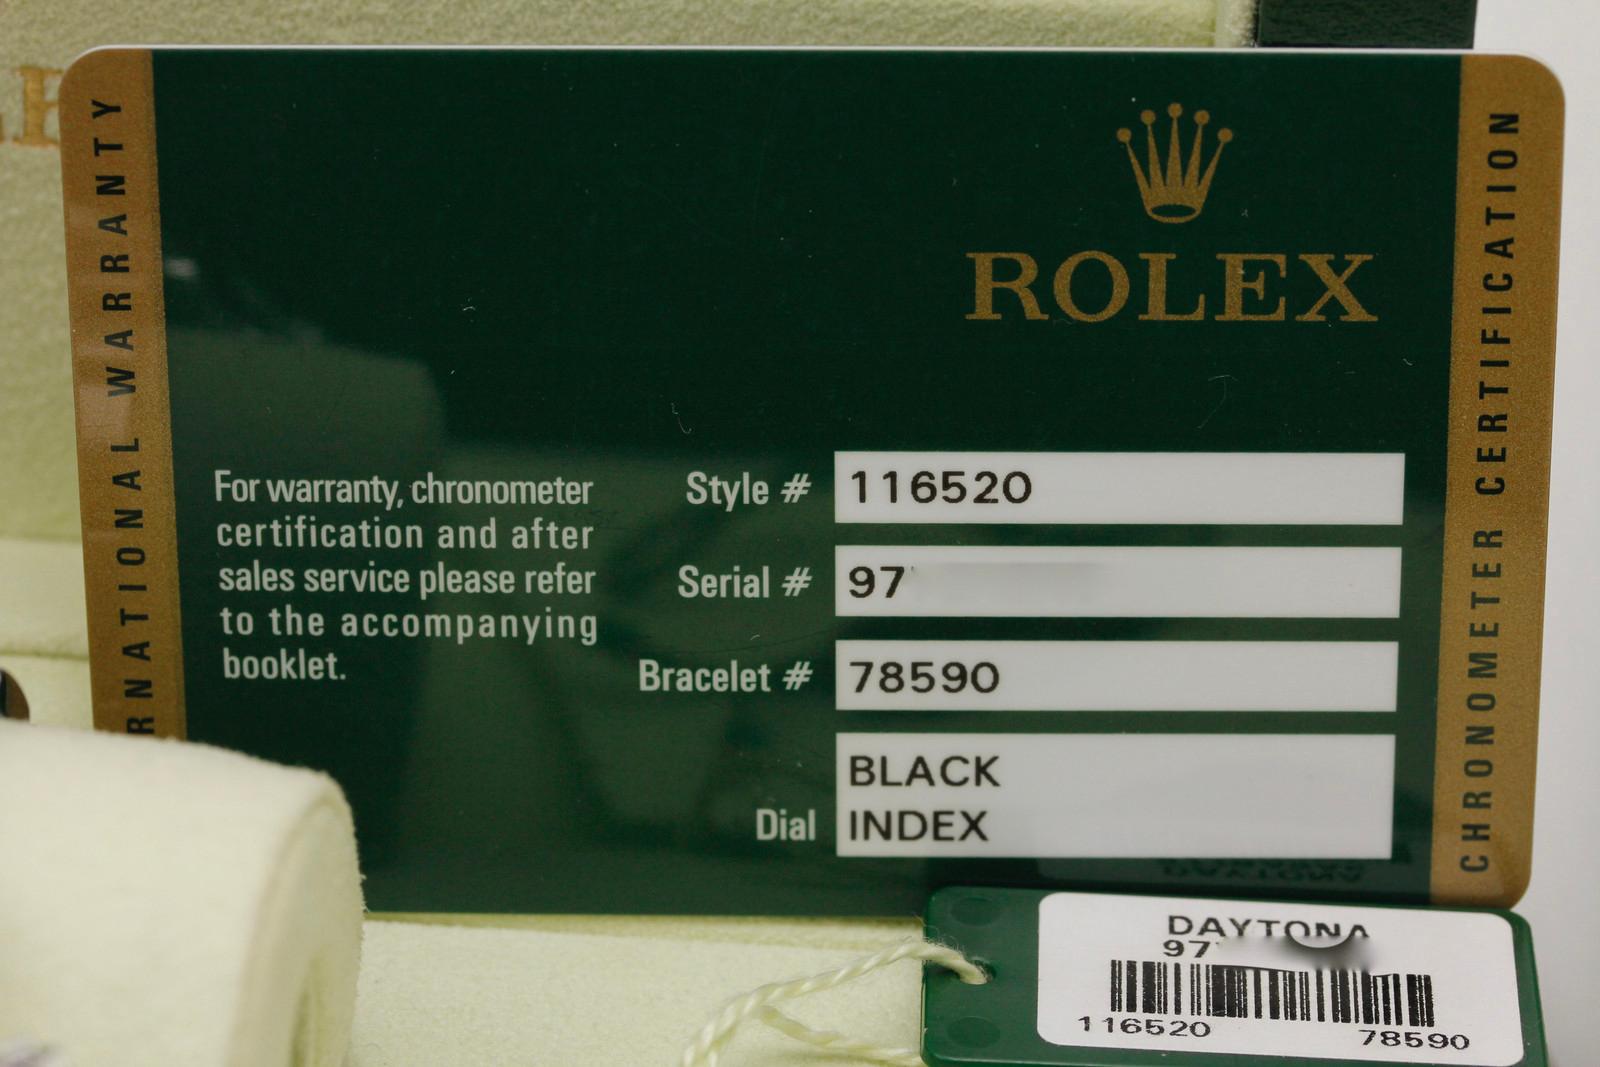 RNATIONAL WARRANTY
ROLEX
For warranty, chronometer
certification and after
sales service please refer
to the accompanying
booklet.
Style # 116520
Serial # 97
Bracelet # 78590
Dial BLACK
INDEX
CHRONOMETER CERTIFICATION
DAYTONA
97
116520 78590